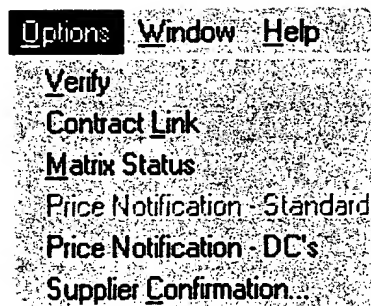 Options Window Help
Verify
Contract Link
Matrix Status
Price Notification - Standard
Price Notification - DC's
Supplier Confirmation...